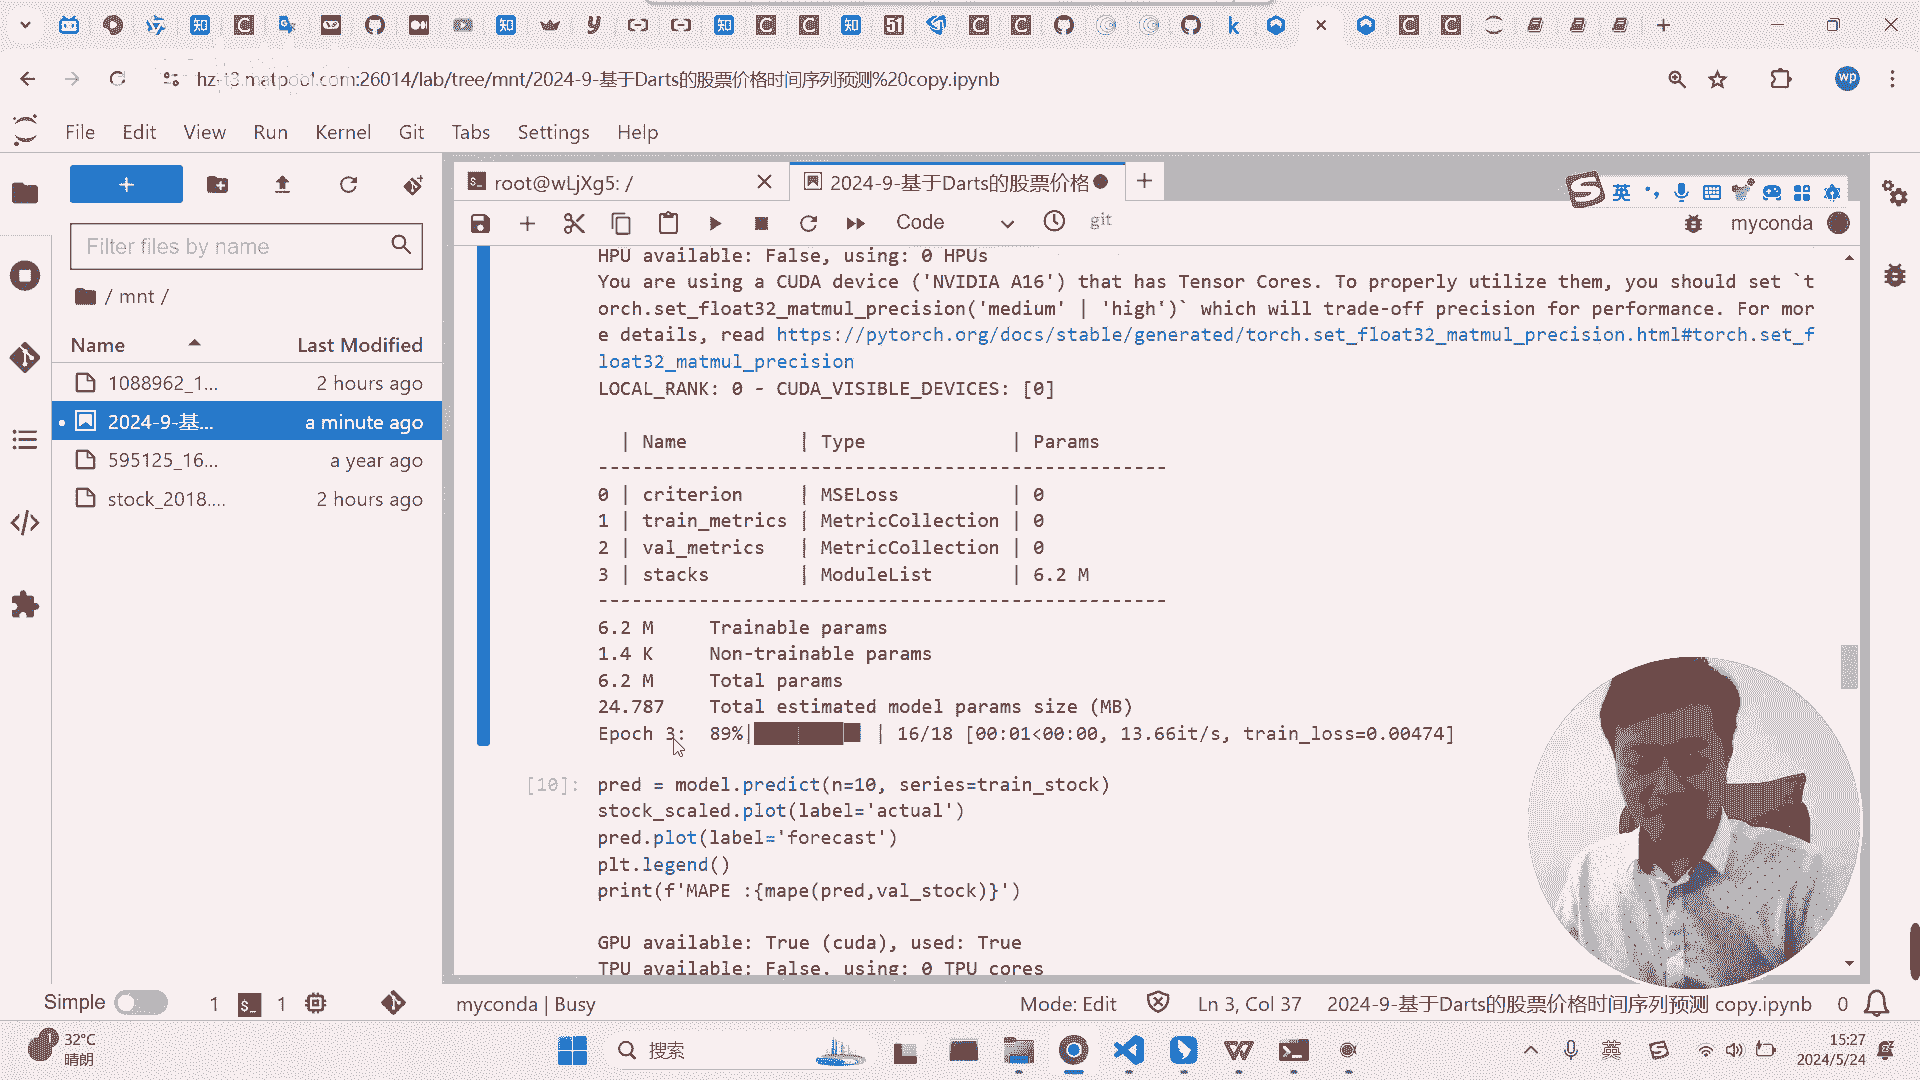 hz-t3.matpool.com:26014/lab/tree/mnt/2024-9-基于Darts的股票价格时间序列预测%20copy.ipynb
wp
File Edit View Run Kernel Git Tabs Settings Help
root@wLjXg5: /
2024-9-基于Darts的股票价格
英
Code
git
myconda
Filter files by name
/ mnt /
Name Last Modified
1088962_1... 2 hours ago
2024-9-基... a minute ago
595125_16... a year ago
stock_2018.... 2 hours ago
HPU available: False, using: 0 HPUs
You are using a CUDA device ('NVIDIA A16') that has Tensor Cores. To properly utilize them, you should set `t
orch.set_float32_matmul_precision('medium' | 'high')` which will trade-off precision for performance. For mor
e details, read https://pytorch.org/docs/stable/generated/torch.set_float32_matmul_precision.html#torch.set_f
loat32_matmul_precision
LOCAL_RANK: 0 - CUDA_VISIBLE_DEVICES: [0]
| Name | Type | Params
---------------------------------------------------
0 | criterion | MSELoss | 0
1 | train_metrics | MetricCollection | 0
2 | val_metrics | MetricCollection | 0
3 | stacks | ModuleList | 6.2 M
---------------------------------------------------
6.2 M Trainable params
1.4 K Non-trainable params
6.2 M Total params
24.787 Total estimated model params size (MB)
Epoch 3: 89%| | 16/18 [00:01<00:00, 13.66it/s, train_loss=0.00474]
[10]: pred = model.predict(n=10, series=train_stock)
stock_scaled.plot(label='actual')
pred.plot(label='forecast')
plt.legend()
print(f'MAPE :{mape(pred,val_stock)}')
GPU available: True (cuda), used: True
TPU available: False, using: 0 TPU cores
Simple 1 1 myconda | Busy Mode: Edit Ln 3, Col 37 2024-9-基于Darts的股票价格时间序列预测 copy.ipynb 0
32°C
晴朗
搜索
英
15:27
2024/5/24